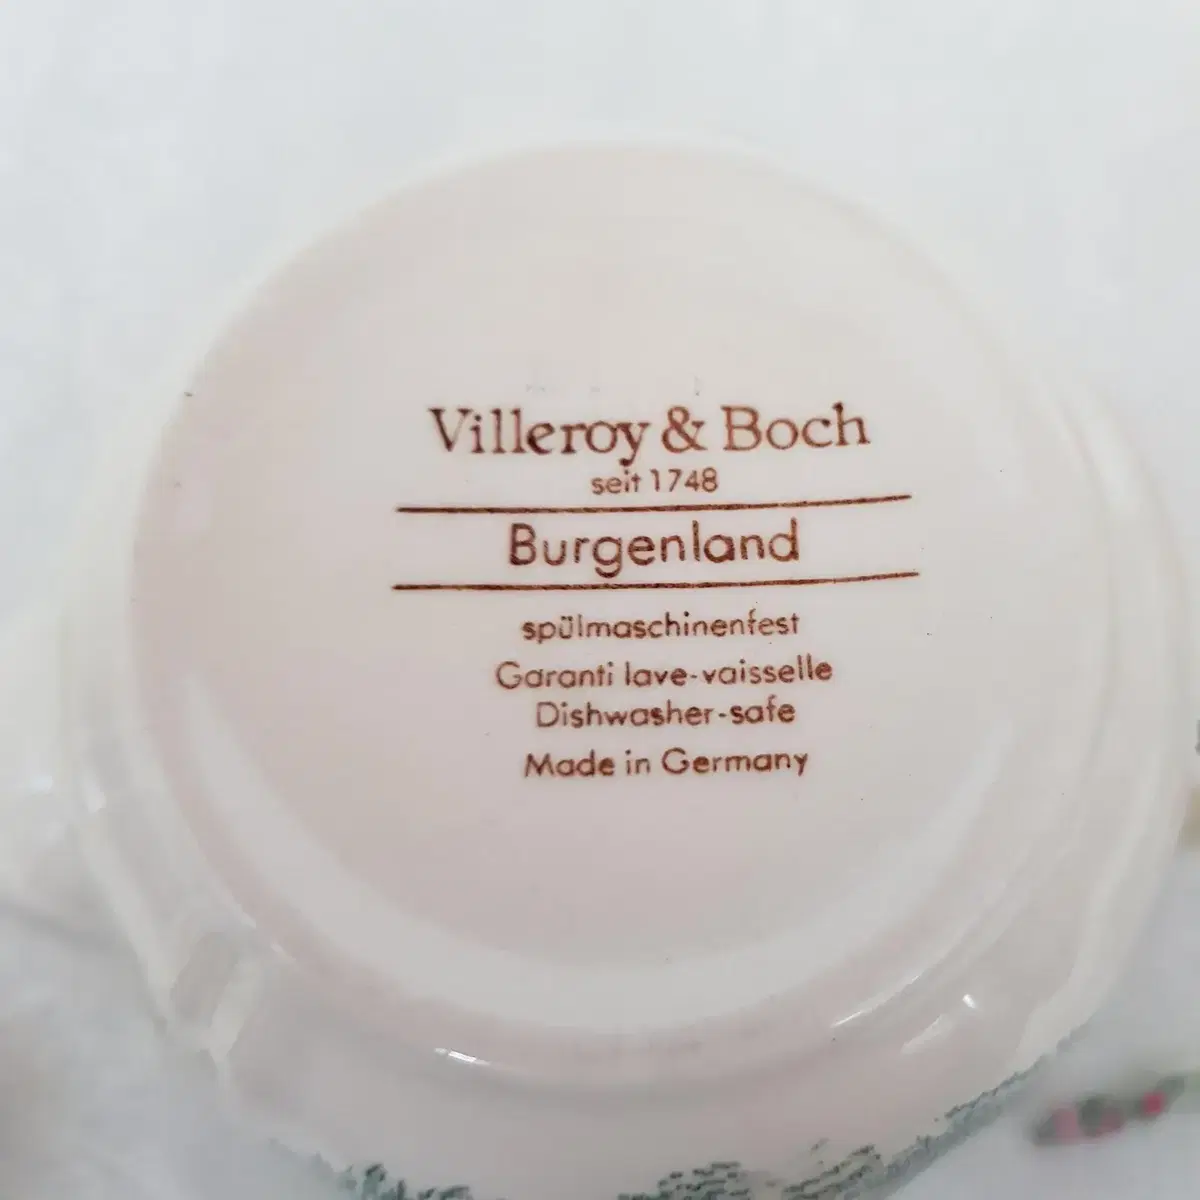 Villeroy & Boch
seit 1748
Burgenland
spülmaschinenfest
Garanti lave-vaisselle
Dishwasher-safe
Made in Germany